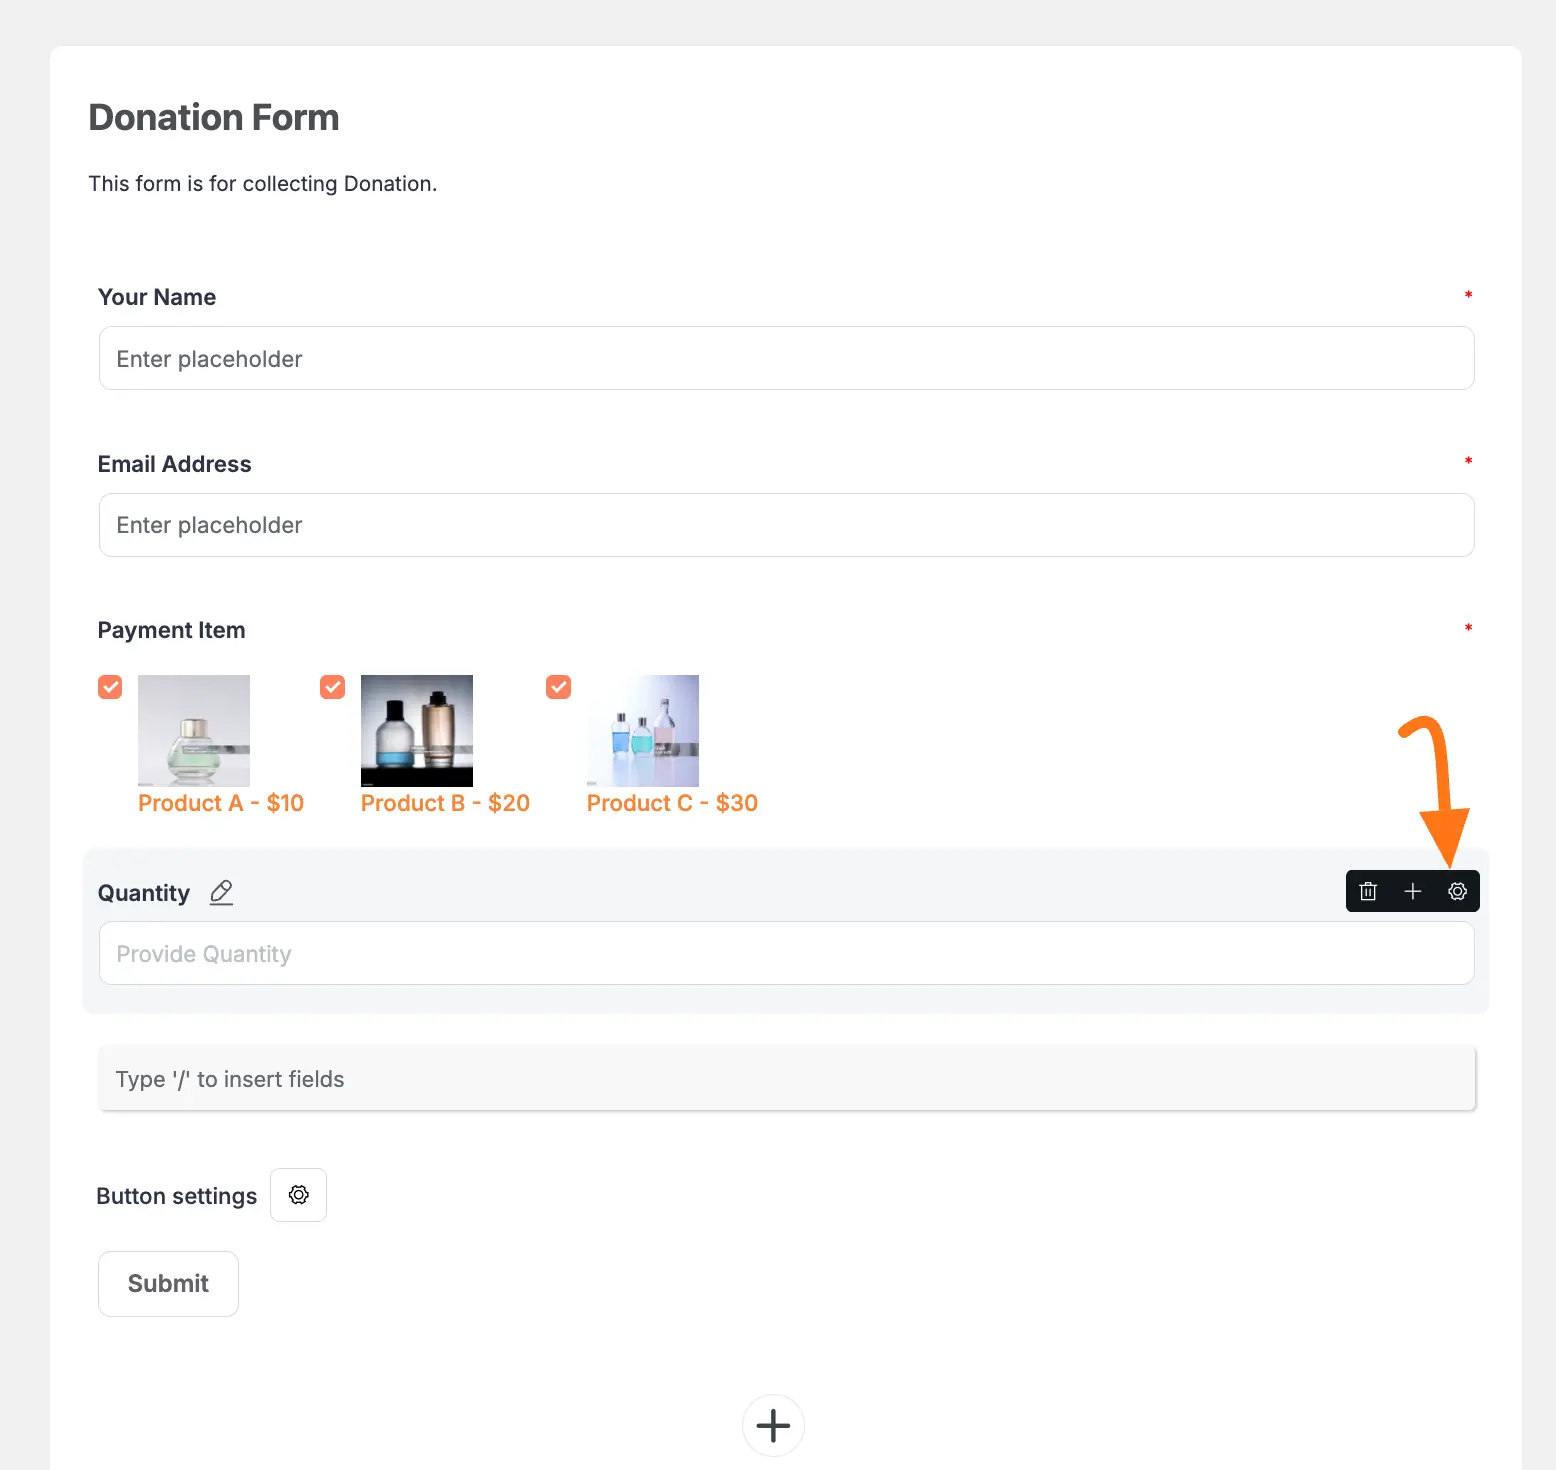 Donation Form
This form is for collecting Donation.
Your Name *
Enter placeholder
Email Address *
Enter placeholder
Payment Item *
Product A - $10 Product B - $20 Product C - $30
Quantity
Provide Quantity
Type '/' to insert fields
Button settings
Submit